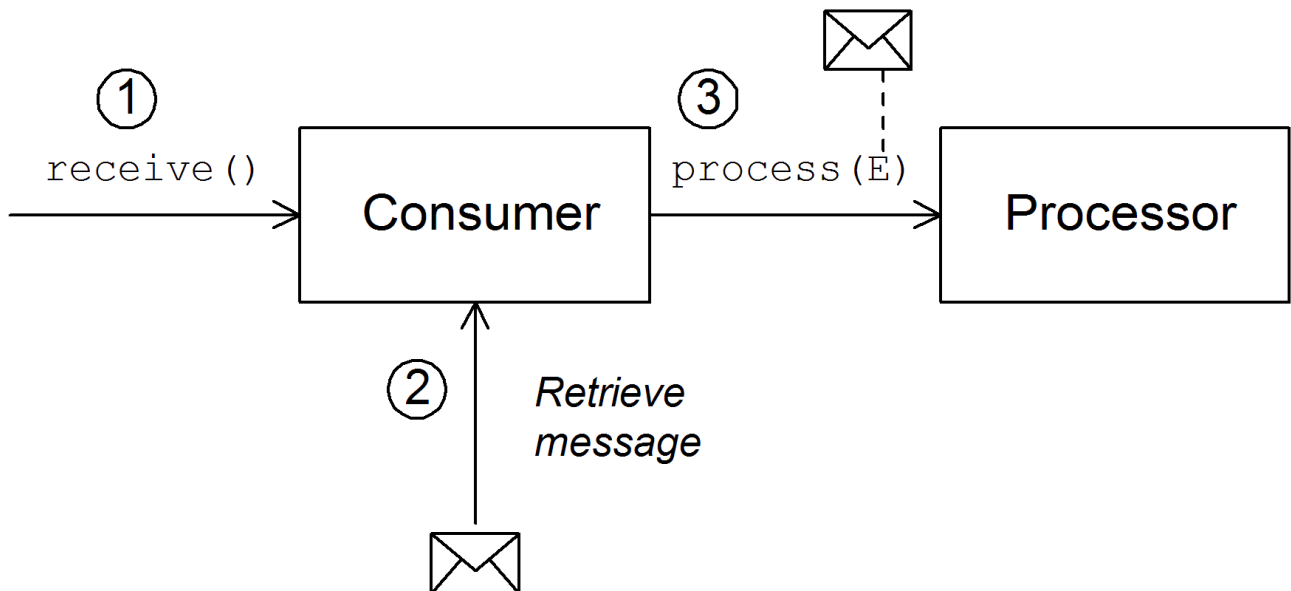 1
receive()
Consumer
3
process(E)
Processor
2
Retrieve
message